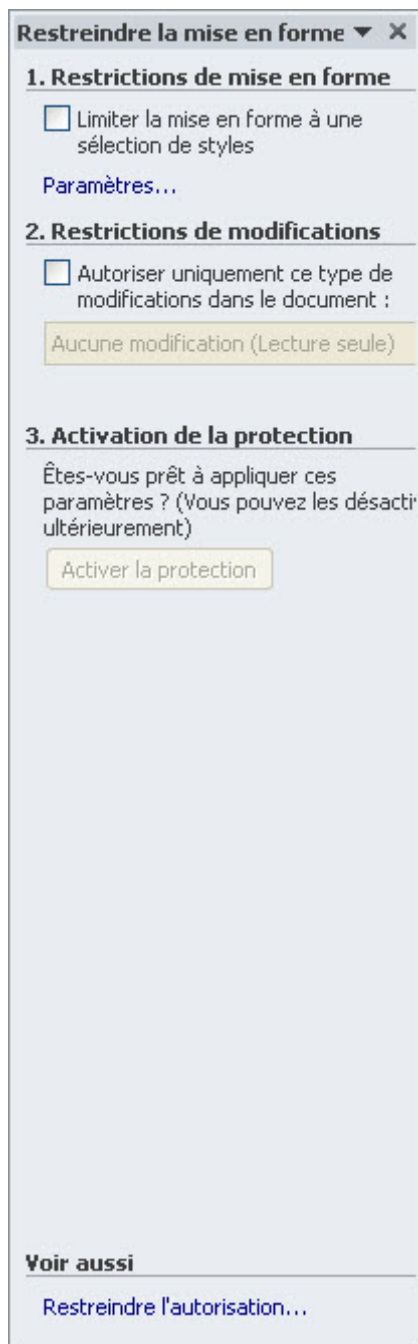 Restreindre la mise en forme
1. Restrictions de mise en forme
Limiter la mise en forme à une
sélection de styles
Paramètres...
2. Restrictions de modifications
Autoriser uniquement ce type de
modifications dans le document :
Aucune modification (Lecture seule)
3. Activation de la protection
Êtes-vous prêt à appliquer ces
paramètres ? (Vous pouvez les désacti
ultérieurement)
Activer la protection
Voir aussi
Restreindre l'autorisation...